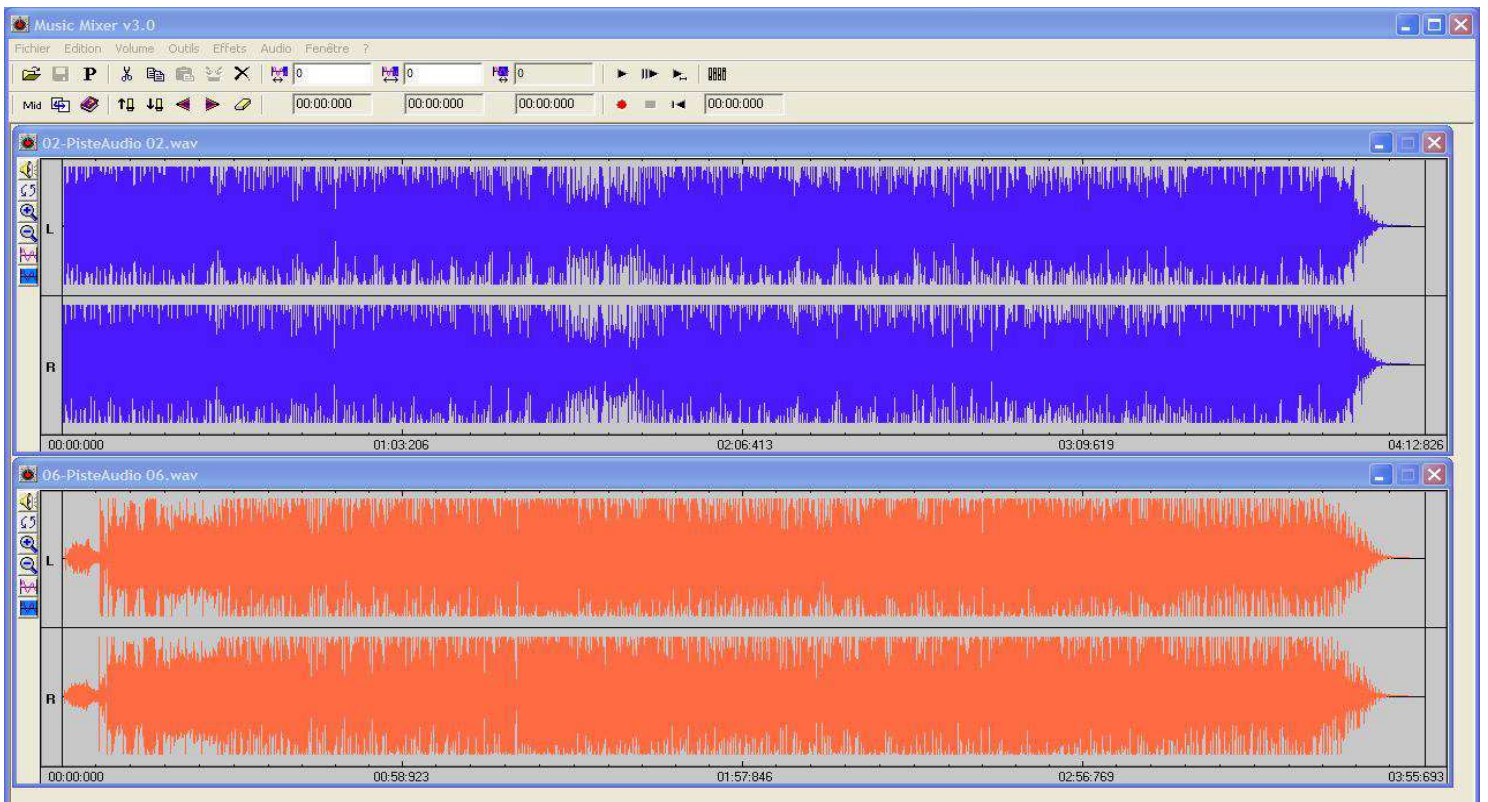 Music Mixer v3.0
Fichier Edition Volume Outils Effets Audio Fenêtre ?
P 0 0 0
Mid 00:00:000 00:00:000 00:00:000 00:00:000
02-PisteAudio 02.wav
L
R
00:00:000 01:03:206 02:06:413 03:09:619 04:12:826
06-PisteAudio 06.wav
L
R
00:00:000 00:58:923 01:57:846 02:56:769 03:55:693